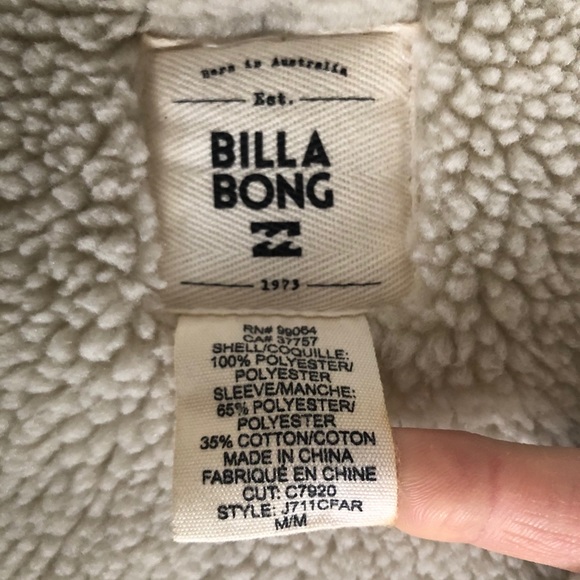 Born in Australia
Est.
BILLA
BONG
1973
RN# 99064
CA# 37757
SHELL/COQUILLE:
100% POLYESTER/
POLYESTER
SLEEVE/MANCHE:
65% POLYESTER/
POLYESTER
35% COTTON/COTON
MADE IN CHINA
FABRIQUÉ EN CHINE
CUT: C7920
STYLE: J711CFAR
M/M